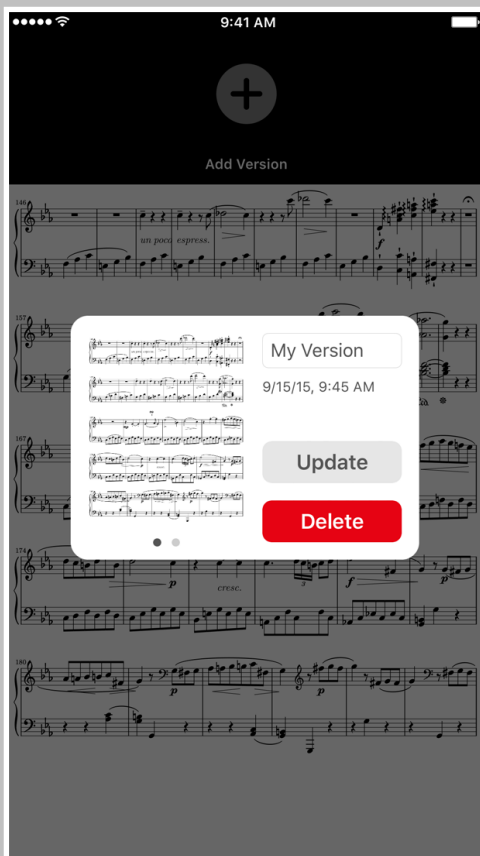 9:41 AM
Add Version
146
un poco espress.
f
157
My Version
9/15/15, 9:45 AM
167
Update
Delete
174
p
cresc.
3
f
p
180
p
p